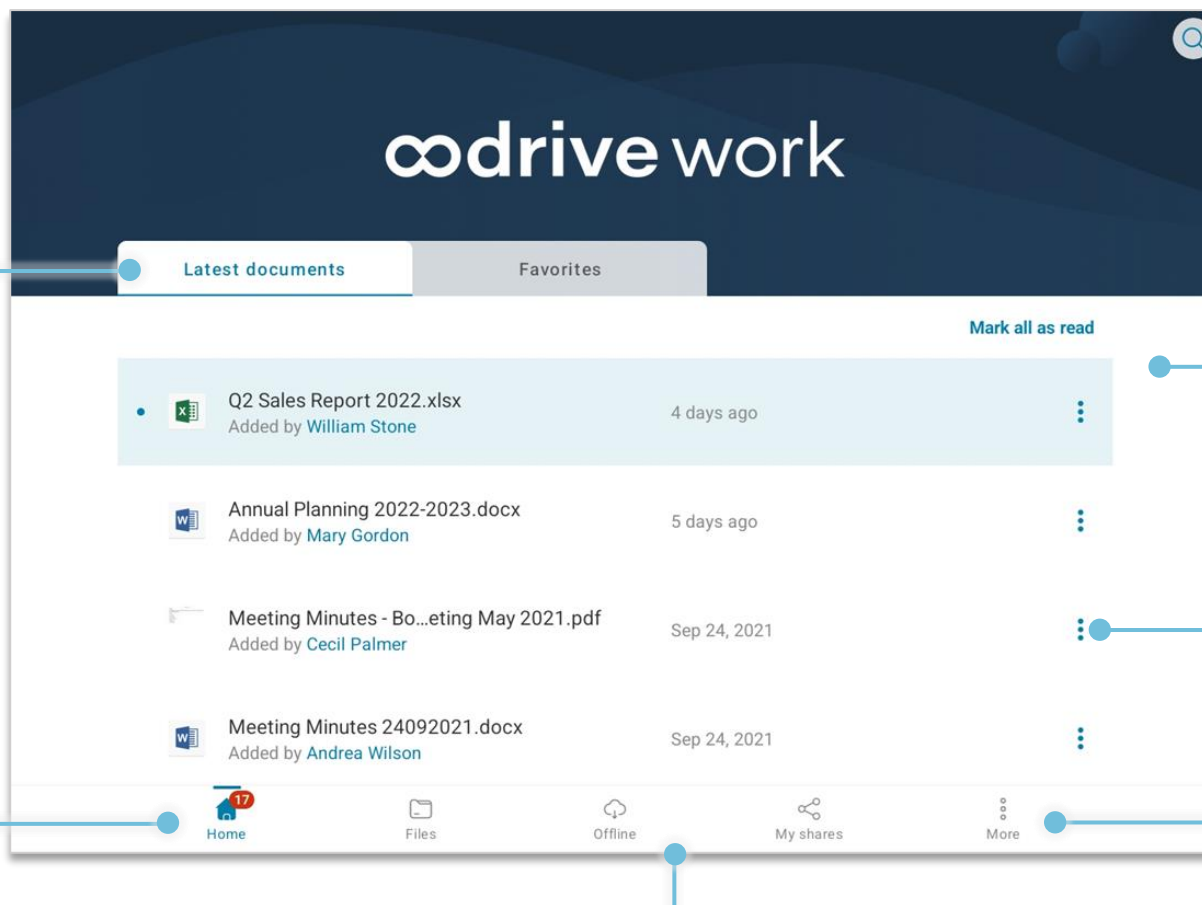 oodrive work
Latest documents
Favorites
Mark all as read
Q2 Sales Report 2022.xlsx
4 days ago
Added by William Stone
Annual Planning 2022-2023.docx
5 days ago
Added by Mary Gordon
Meeting Minutes - Bo...eting May 2021.pdf
Sep 24, 2021
Added by Cecil Palmer
Meeting Minutes 24092021.docx
Sep 24, 2021
Added by Andrea Wilson
17
Home
Files
Offline
My shares
More